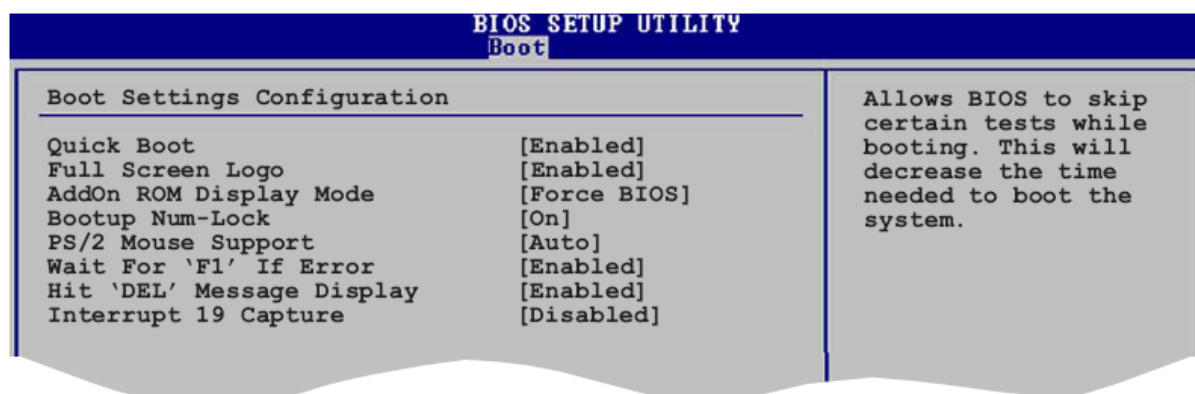 BIOS SETUP UTILITY
Boot
Boot Settings Configuration
Quick Boot [Enabled]
Full Screen Logo [Enabled]
AddOn ROM Display Mode [Force BIOS]
Bootup Num-Lock [On]
PS/2 Mouse Support [Auto]
Wait For ‘F1’ If Error [Enabled]
Hit ‘DEL’ Message Display [Enabled]
Interrupt 19 Capture [Disabled]
Allows BIOS to skip
certain tests while
booting. This will
decrease the time
needed to boot the
system.